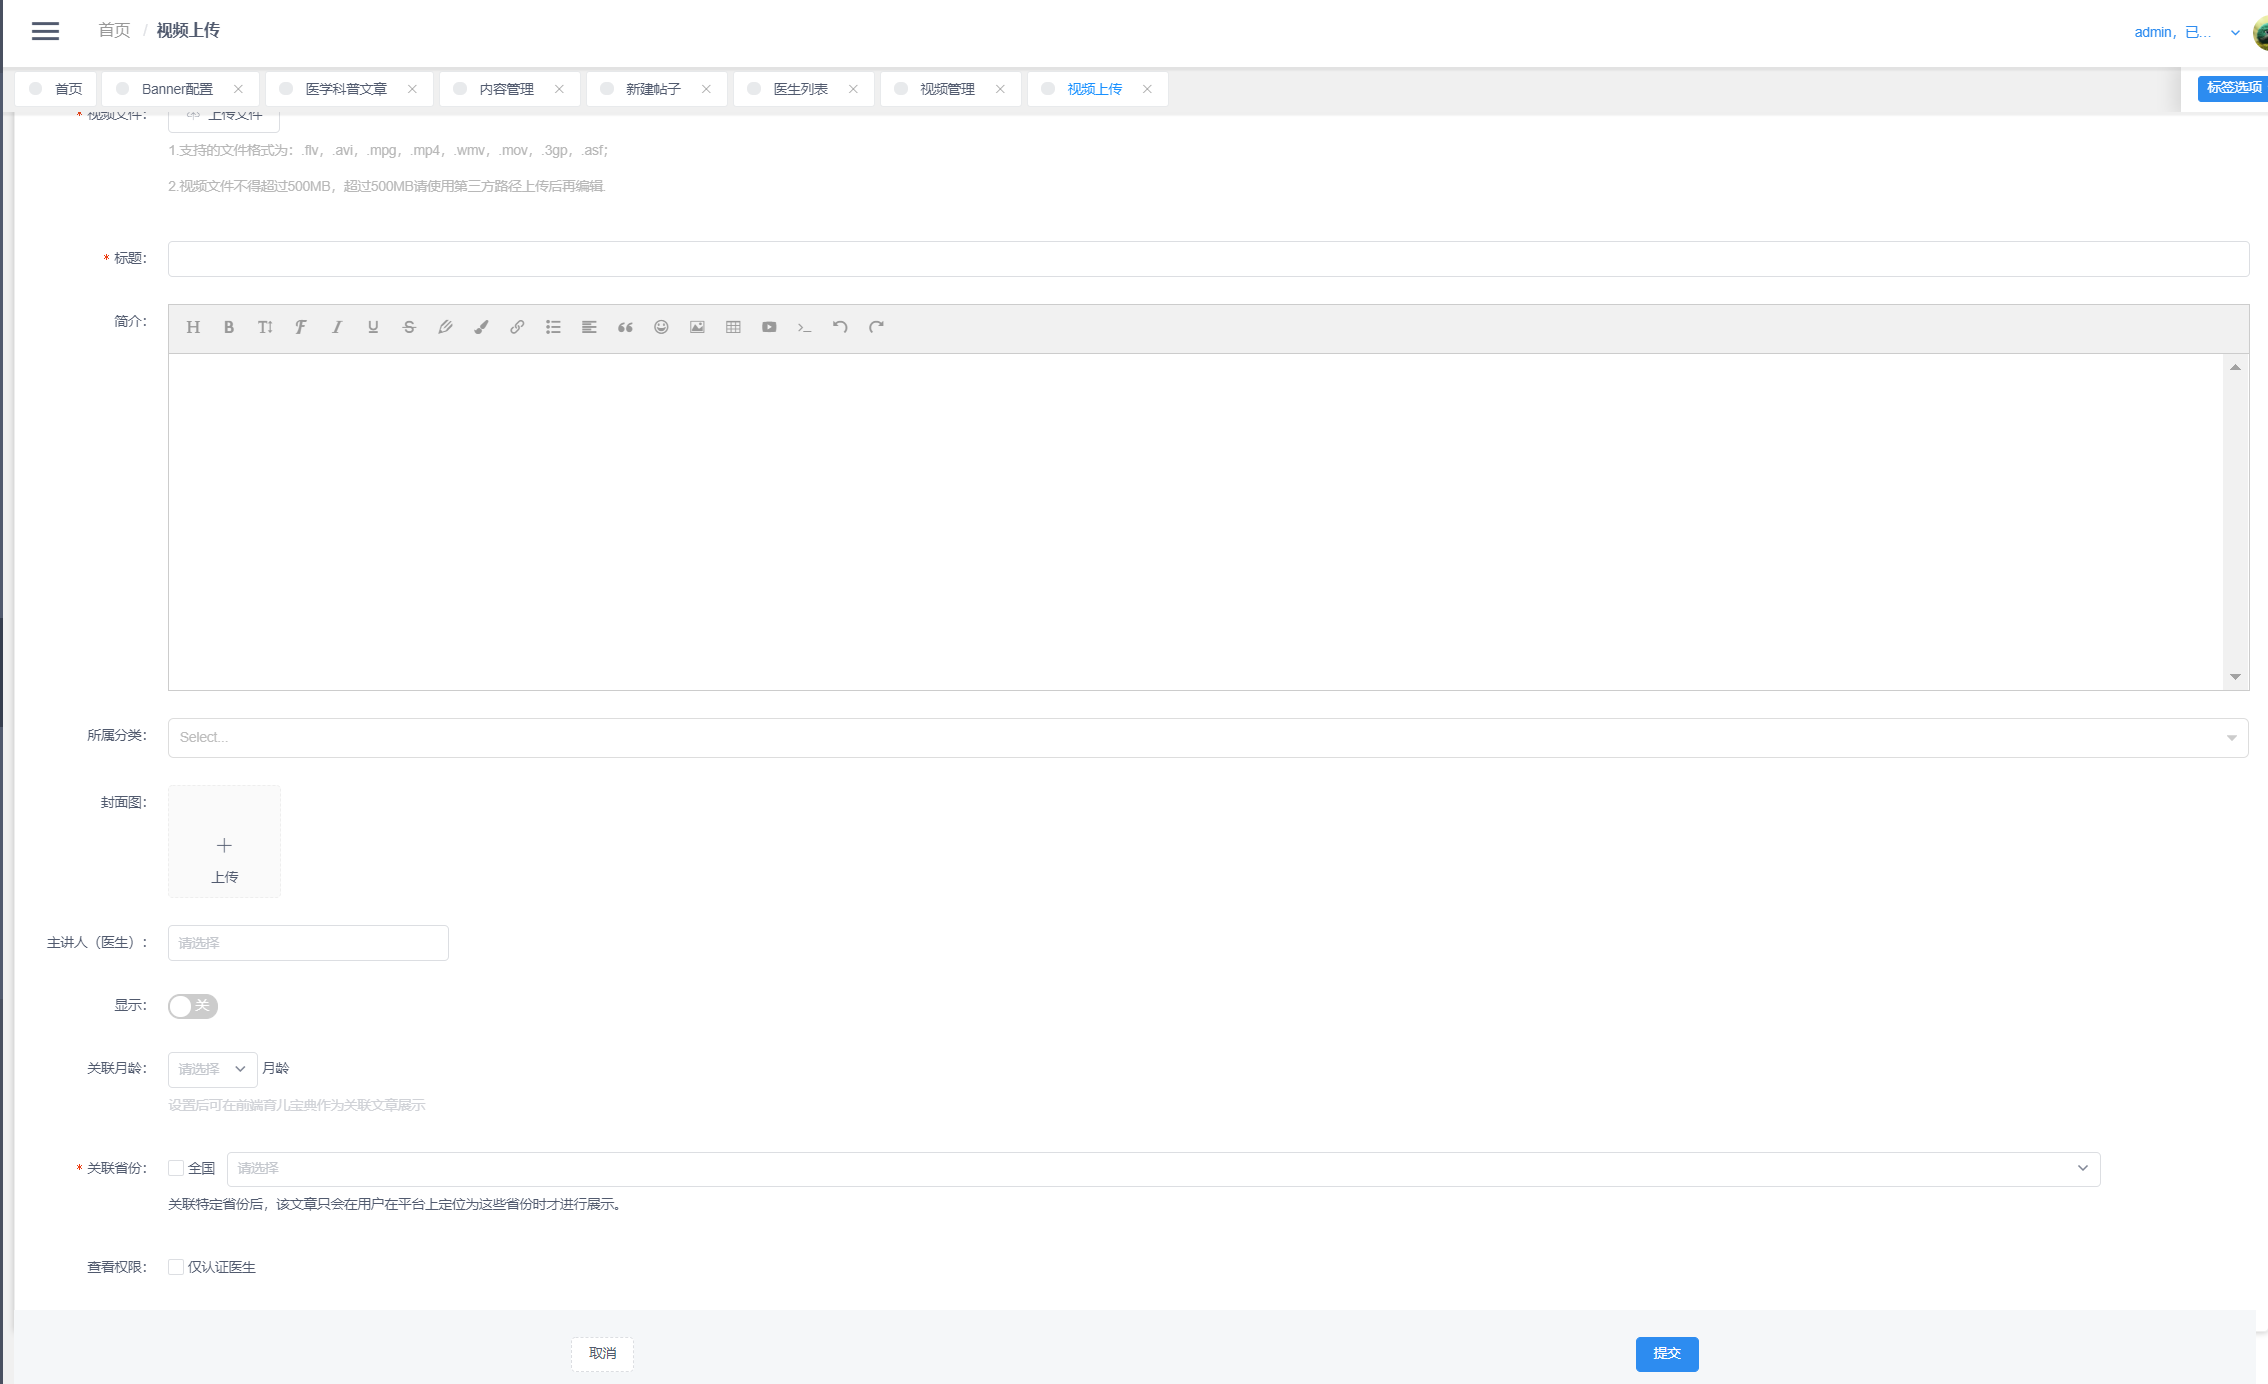 首页 / 视频上传
admin，已...
首页 Banner配置 医学科普文章 内容管理 新建帖子 医生列表 视频管理 视频上传 标签选项
* 视频文件： 上传文件
1.支持的文件格式为：.flv，.avi，.mpg，.mp4，.wmv，.mov，.3gp，.asf;
2.视频文件不得超过500MB，超过500MB请使用第三方路径上传后再编辑.
* 标题：
简介：
所属分类： Select...
封面图：
上传
主讲人（医生）： 请选择
显示： 关
关联月龄： 请选择 月龄
设置后可在前端育儿宝典作为关联文章展示
* 关联省份： 全国 请选择
关联特定省份后，该文章只会在用户在平台上定位为这些省份时才进行展示。
查看权限： 仅认证医生
取消 提交